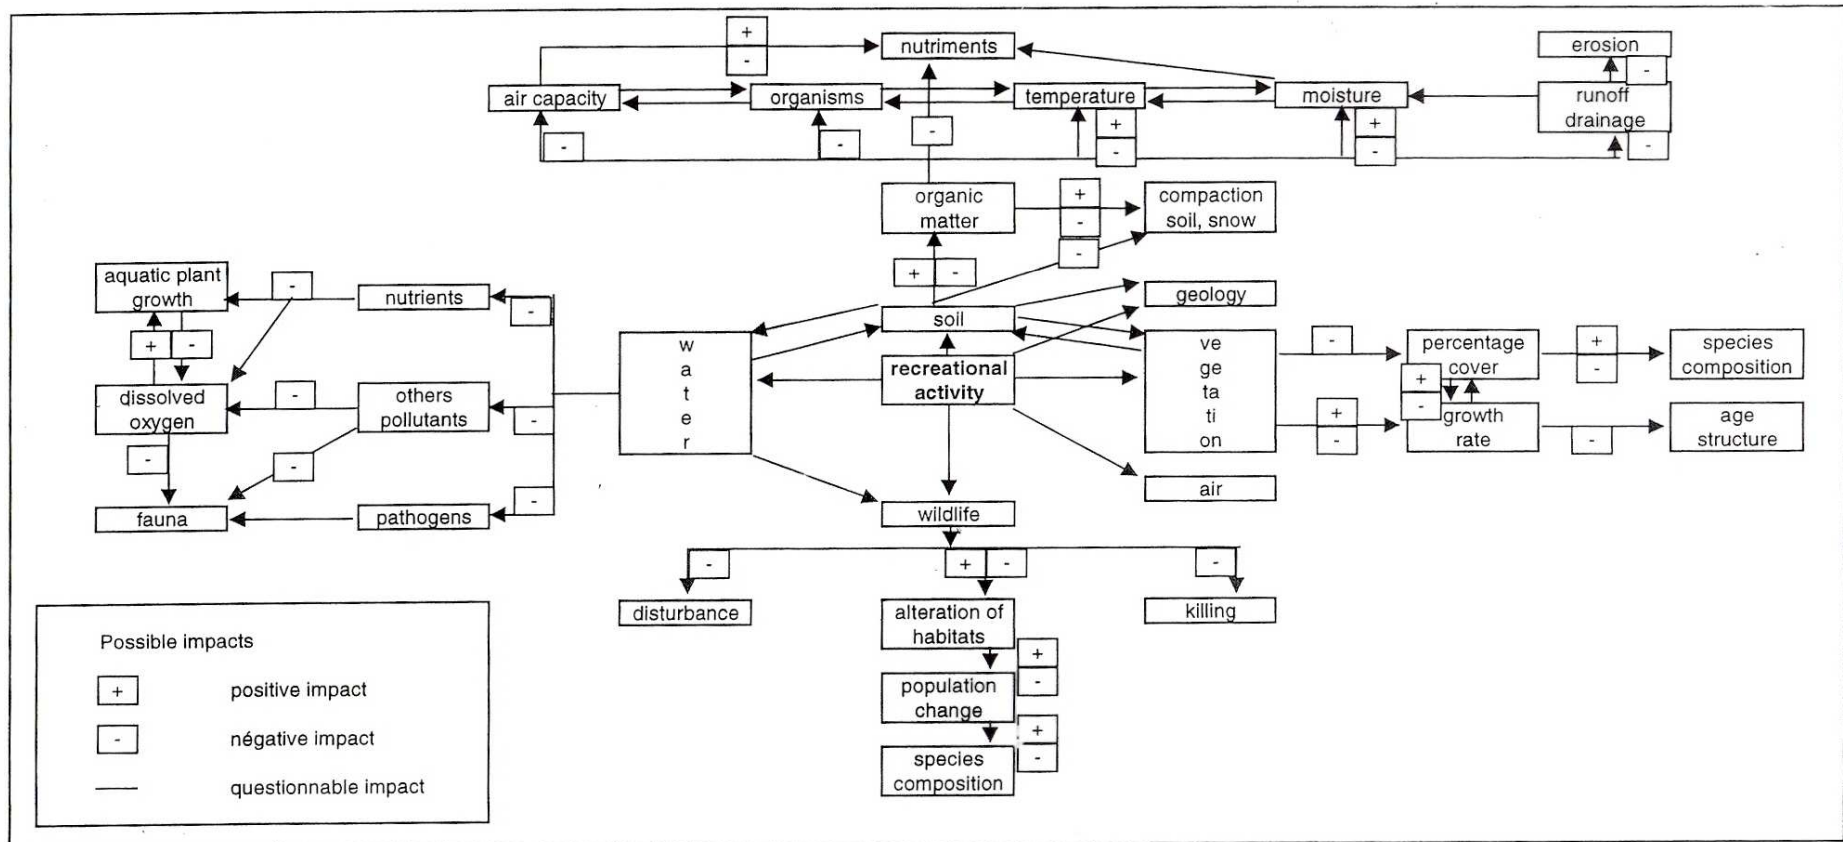 +
-
nutriments
erosion
-
air capacity
organisms
temperature
moisture
runoff
drainage
-
-
-
+
-
+
-
-
organic
matter
+
-
compaction
soil, snow
-
+ -
aquatic plant
growth
-
nutrients
-
geology
soil
+ -
w
a
t
e
r
recreational
activity
ve
ge
ta
ti
on
-
percentage
cover
+
-
species
composition
dissolved
oxygen
-
others
pollutants
-
+
-
+
-
growth
rate
-
age
structure
-
-
air
fauna
pathogens
-
wildlife
-
+ -
-
disturbance
alteration of
habitats
killing
+
-
population
change
+
-
species
composition
Possible impacts
+ positive impact
- négative impact
questionnable impact